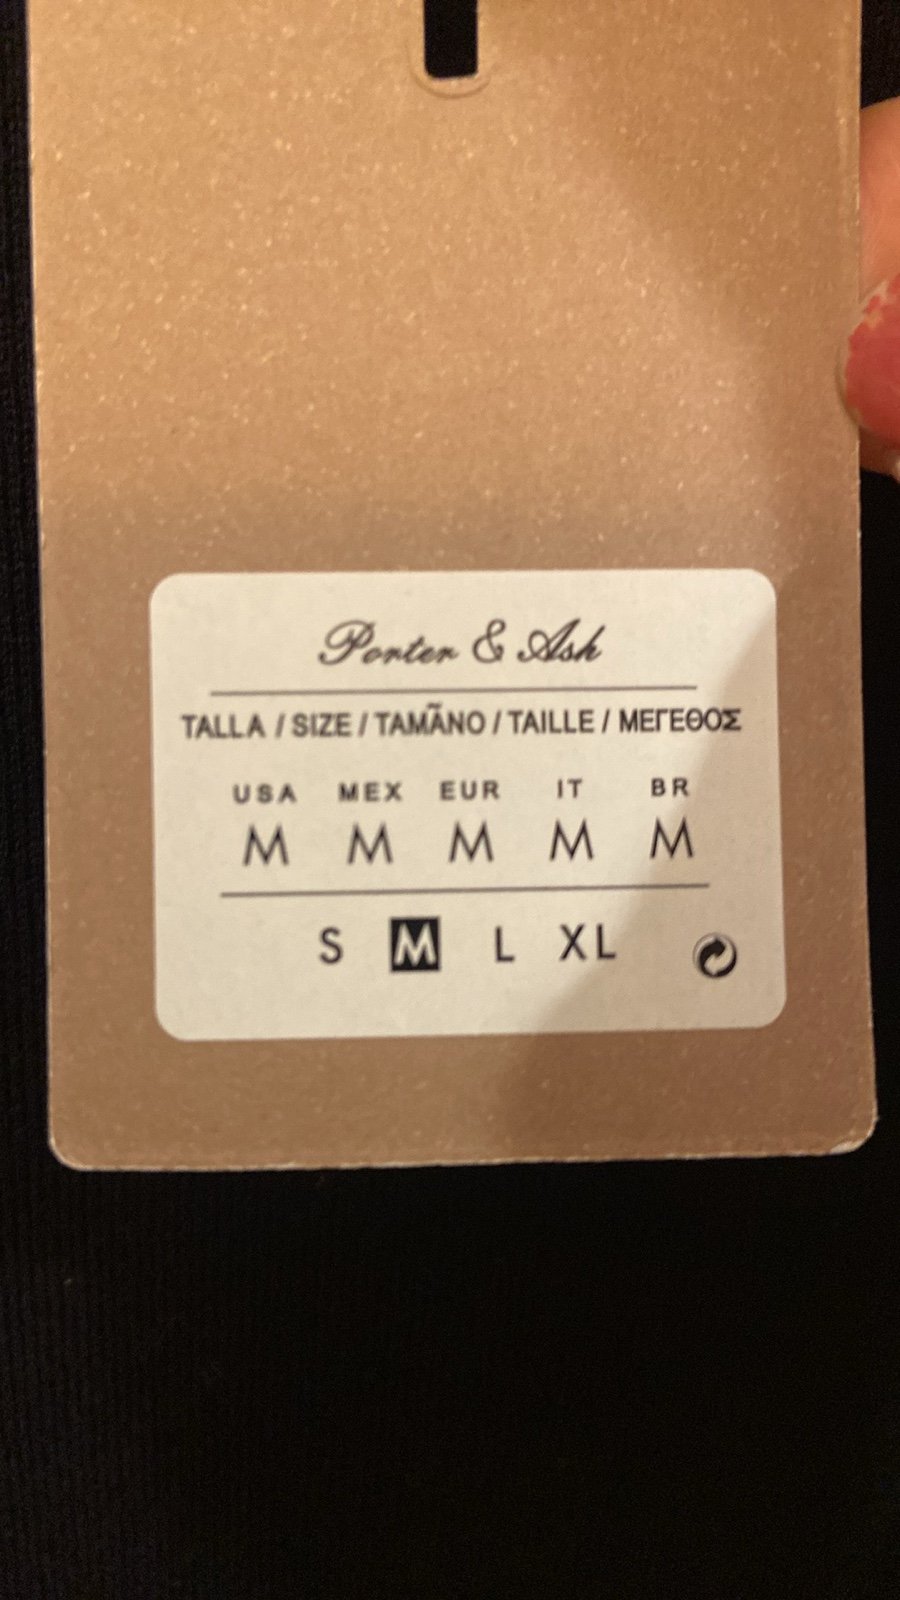 Porter & Ash
TALLA / SIZE / TAMÃNO / TAILLE / ΜΕΓΕΘΟΣ
USA MEX EUR IT BR
M M M M M
S M L XL